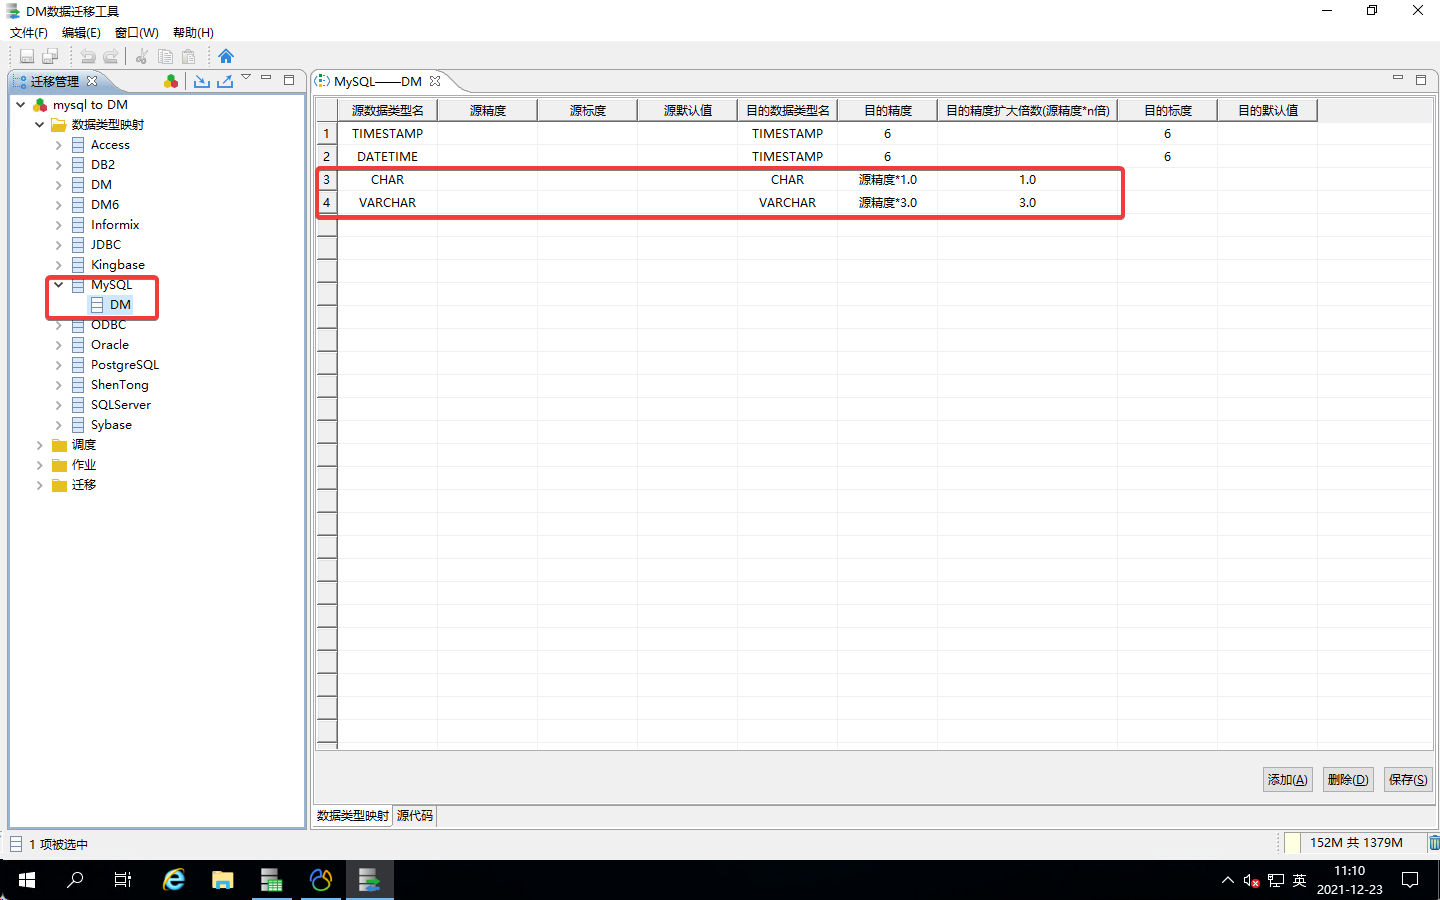 DM数据迁移工具
文件(F) 编辑(E) 窗口(W) 帮助(H)
迁移管理
mysql to DM
数据类型映射
Access
DB2
DM
DM6
Informix
JDBC
Kingbase
MySQL
DM
ODBC
Oracle
PostgreSQL
ShenTong
SQLServer
Sybase
调度
作业
迁移
MySQL——DM
源数据类型名 源精度 源标度 源默认值 目的数据类型名 目的精度 目的精度扩大倍数(源精度*n倍) 目的标度 目的默认值
1 TIMESTAMP TIMESTAMP 6 6
2 DATETIME TIMESTAMP 6 6
3 CHAR CHAR 源精度*1.0 1.0
4 VARCHAR VARCHAR 源精度*3.0 3.0
添加(A) 删除(D) 保存(S)
数据类型映射 源代码
1 项被选中
152M 共 1379M
英
11:10
2021-12-23